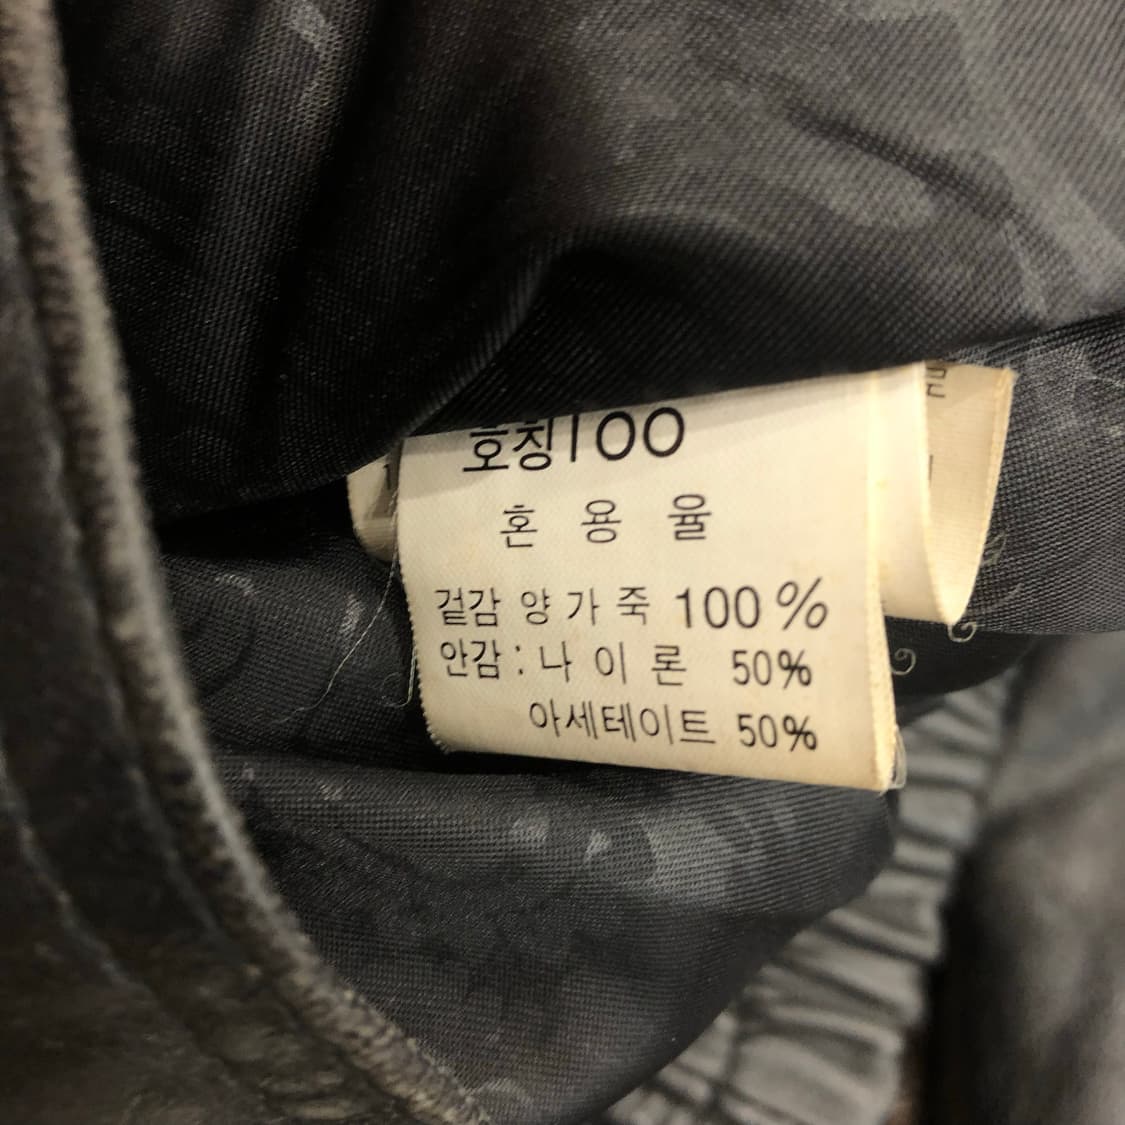 호칭100
혼 용 율
겉감 양 가 죽 100%
안감 : 나 이 론 50%
아세테이트 50%